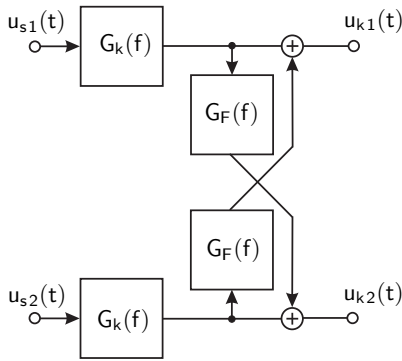 u_s1(t)
u_k1(t)
G_k(f)
G_F(f)
G_F(f)
u_s2(t)
u_k2(t)
G_k(f)